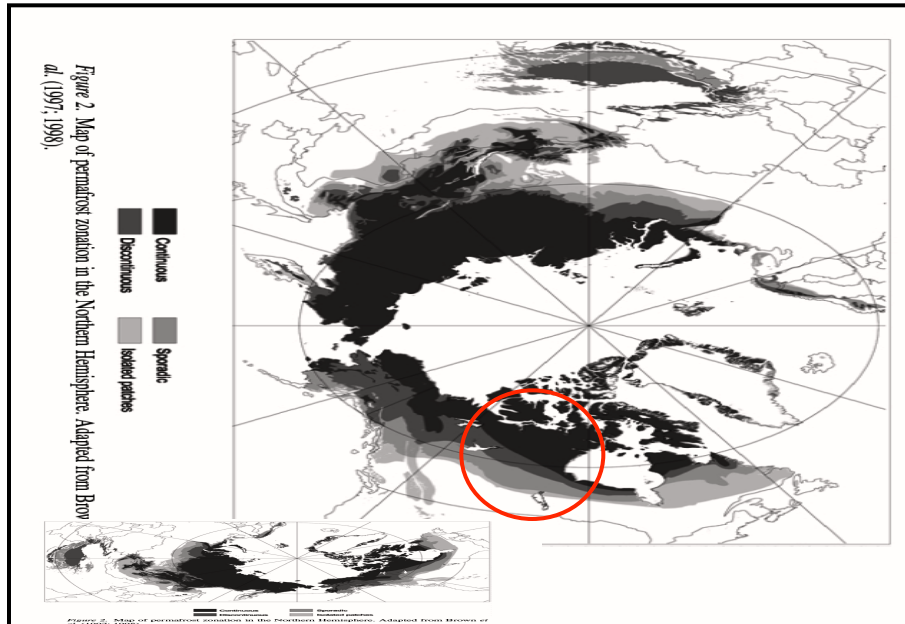 Figure 2. Map of permafrost zonation in the Northern Hemisphere. Adapted from Brow
al. (1997; 1998).
Continuous
Discontinuous
Sporadic
Isolated patches
Continuous
Discontinuous
Sporadic
Isolated patches
Figure 2. Map of permafrost zonation in the Northern Hemisphere. Adapted from Brown et